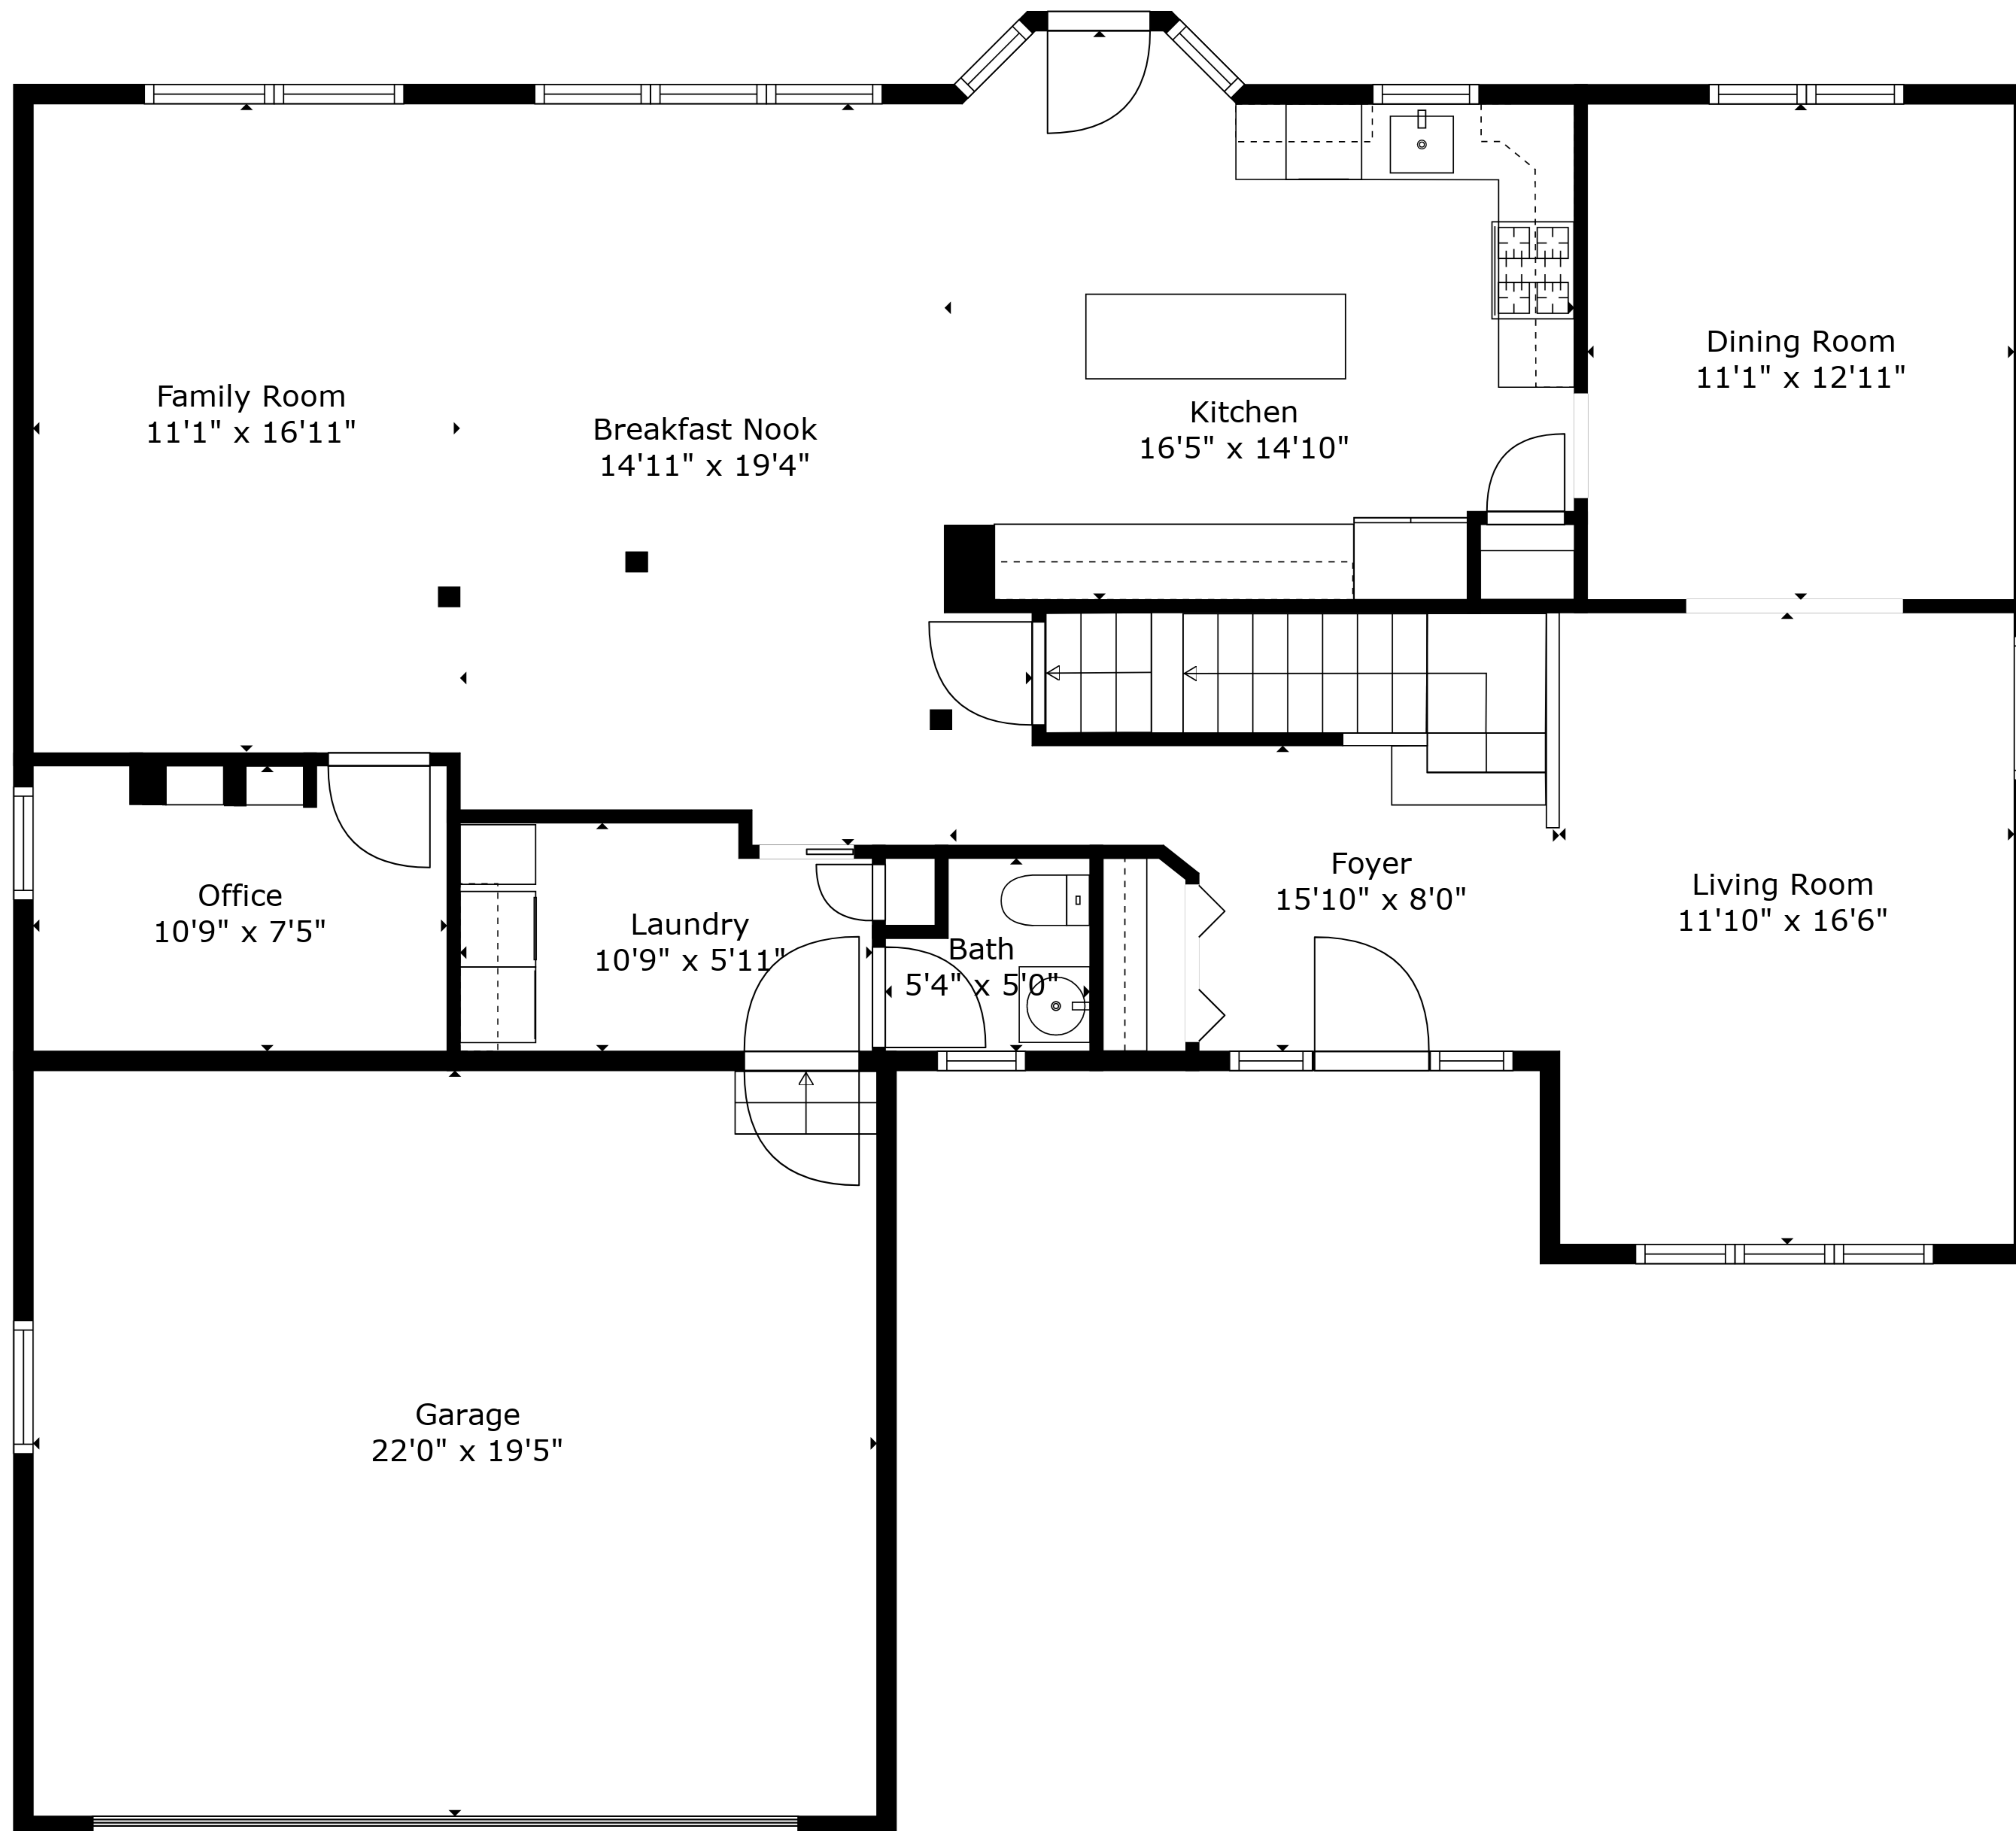 Dining Room
11'1" x 12'11"
Family Room
11'1" x 16'11"
Breakfast Nook
14'11" x 19'4"
Kitchen
16'5" x 14'10"
Office
10'9" x 7'5"
Laundry
10'9" x 5'11"
Bath
5'4" x 5'0"
Foyer
15'10" x 8'0"
Living Room
11'10" x 16'6"
Garage
22'0" x 19'5"